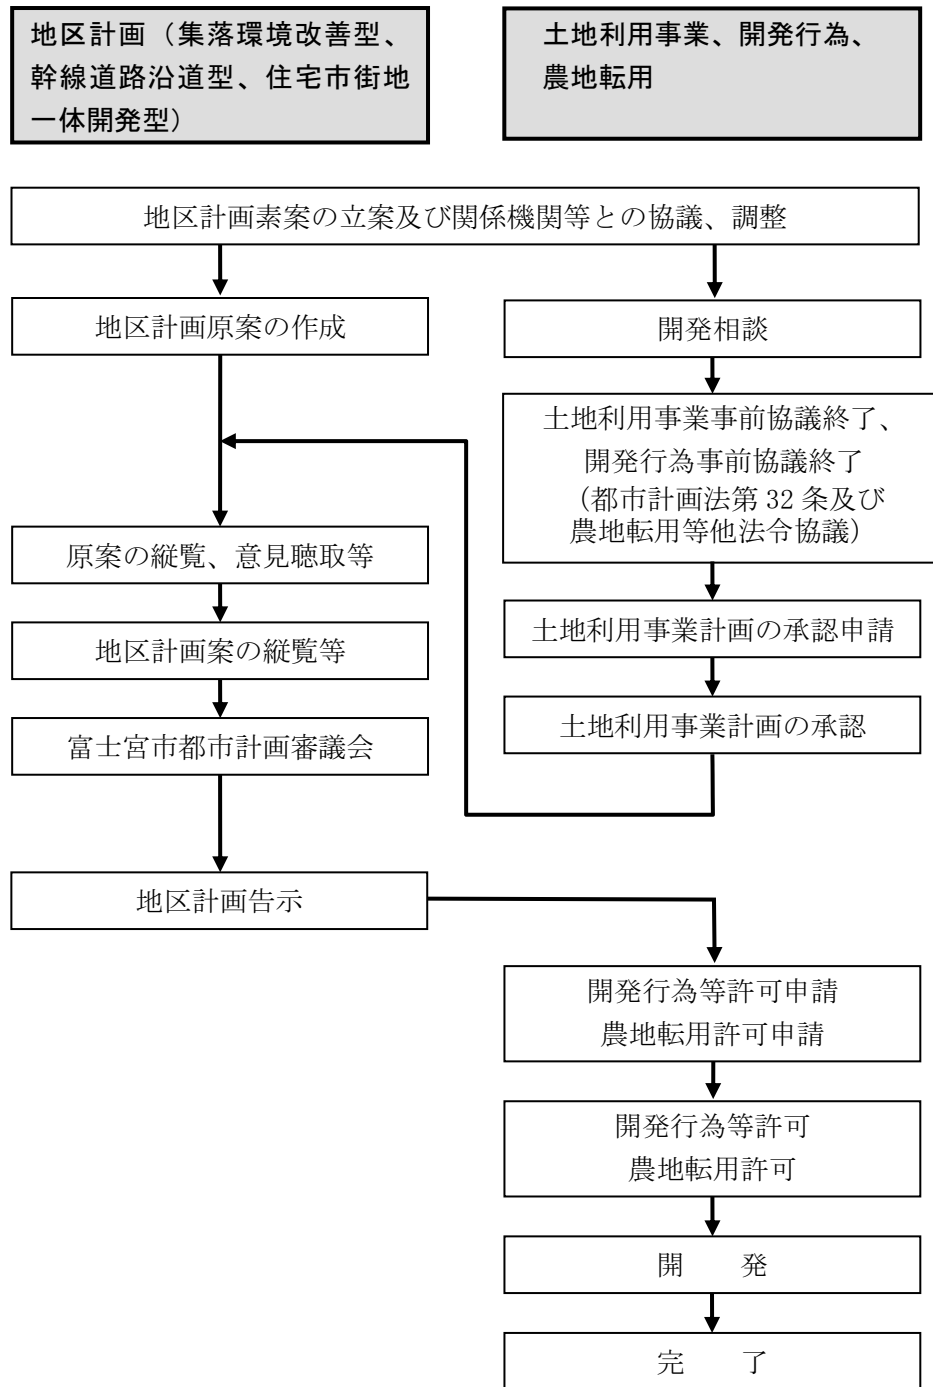 地区計画（集落環境改善型、
幹線道路沿道型、住宅市街地
一体開発型）
土地利用事業、開発行為、
農地転用
地区計画素案の立案及び関係機関等との協議、調整
地区計画原案の作成
開発相談
土地利用事業事前協議終了、
開発行為事前協議終了
（都市計画法第 32 条及び
農地転用等他法令協議）
原案の縦覧、意見聴取等
土地利用事業計画の承認申請
地区計画案の縦覧等
土地利用事業計画の承認
富士宮市都市計画審議会
地区計画告示
開発行為等許可申請
農地転用許可申請
開発行為等許可
農地転用許可
開　　発
完　　了